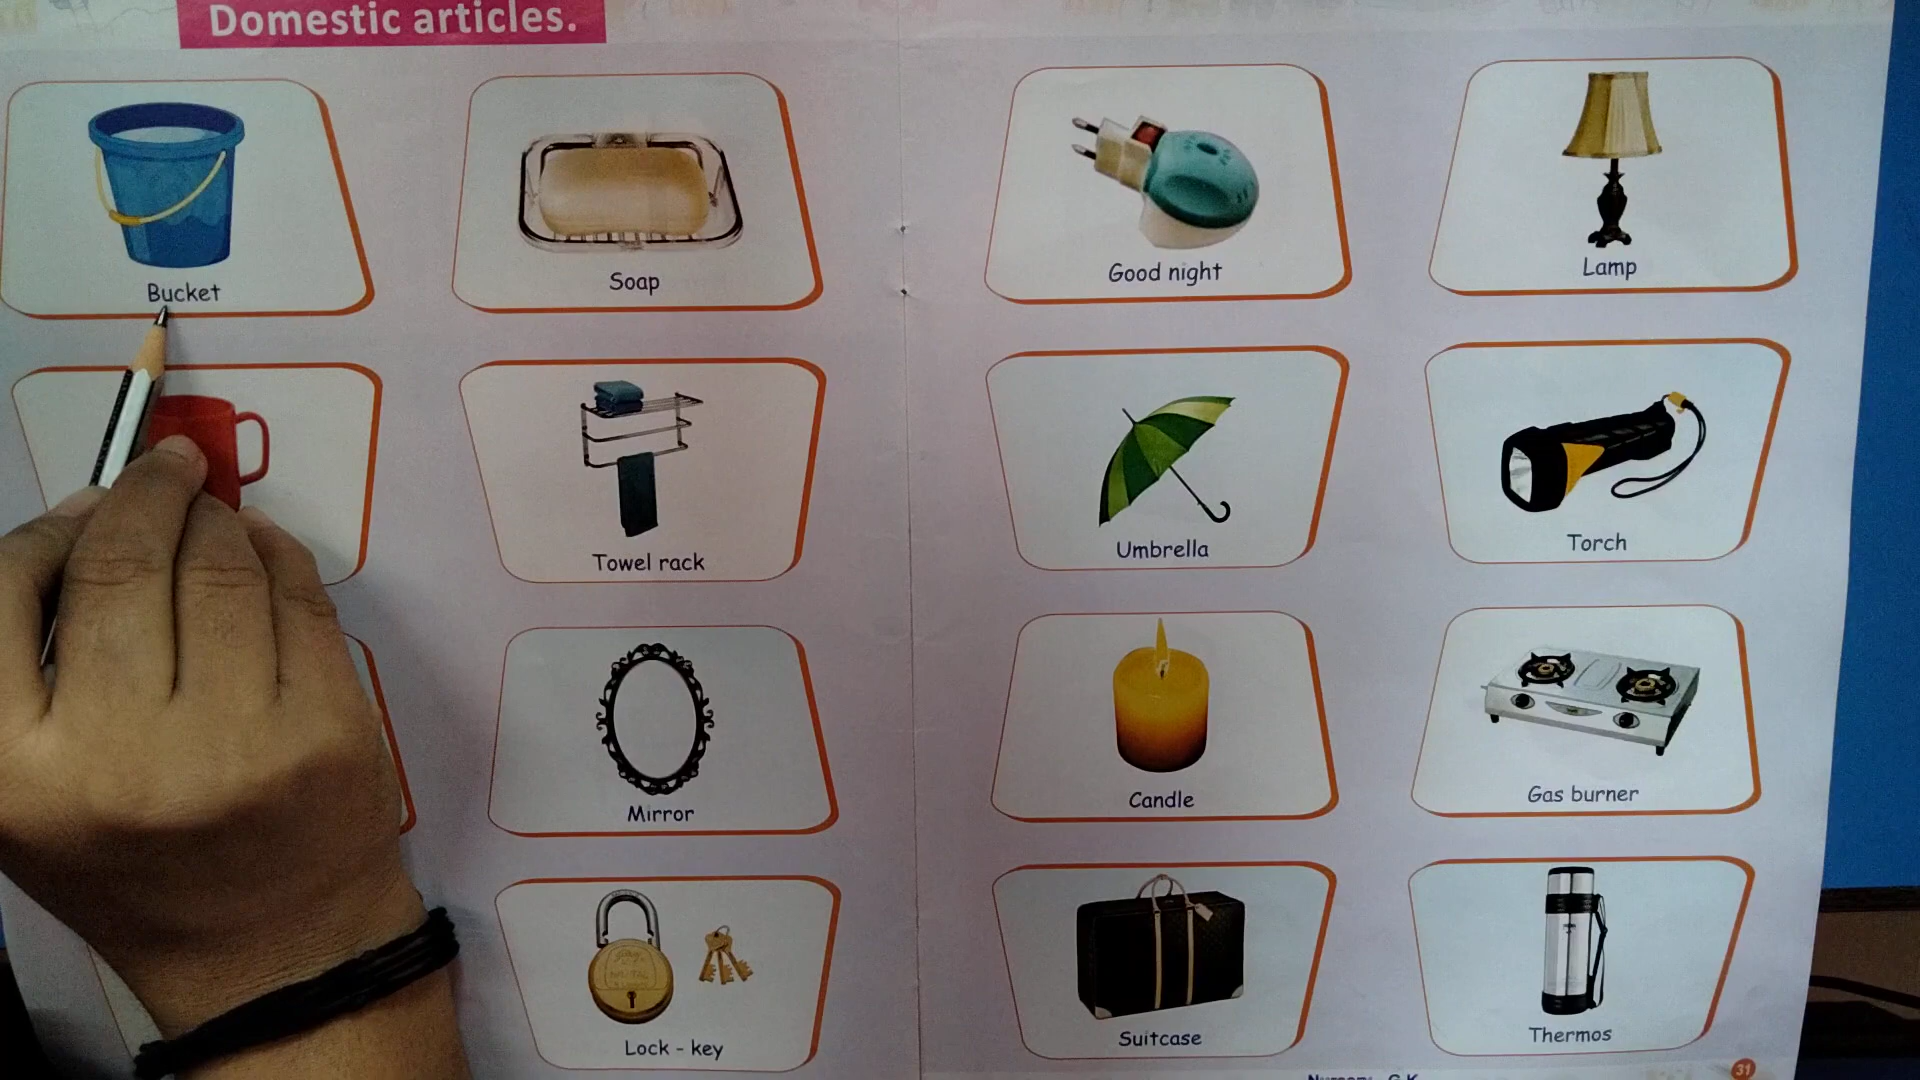 Domestic articles.
Bucket
Soap
Good night
Lamp
Towel rack
Umbrella
Torch
Mirror
Candle
Gas burner
Lock - key
Suitcase
Thermos
31